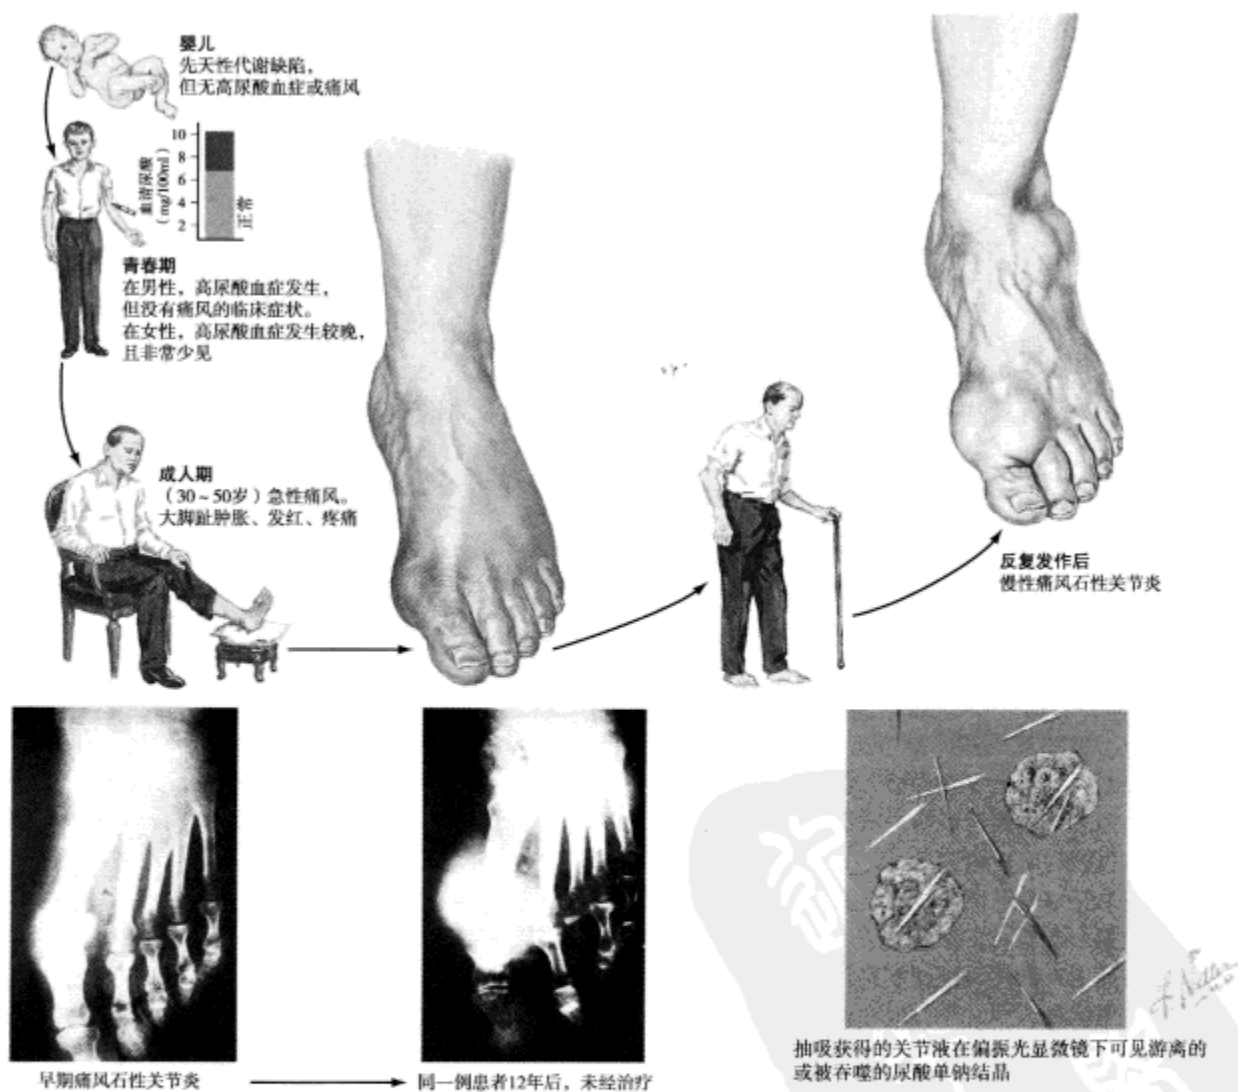 婴儿
先天性代谢缺陷，
但无高尿酸血症或痛风
10
8
6
4
2
血清尿酸
（mg/100ml）
正常
青春期
在男性，高尿酸血症发生，
但没有痛风的临床症状。
在女性，高尿酸血症发生较晚，
且非常少见
成人期
（30~50岁）急性痛风。
大脚趾肿胀、发红、疼痛
反复发作后
慢性痛风石性关节炎
早期痛风石性关节炎
同一例患者12年后，未经治疗
抽吸获得的关节液在偏振光显微镜下可见游离的
或被吞噬的尿酸单钠结晶